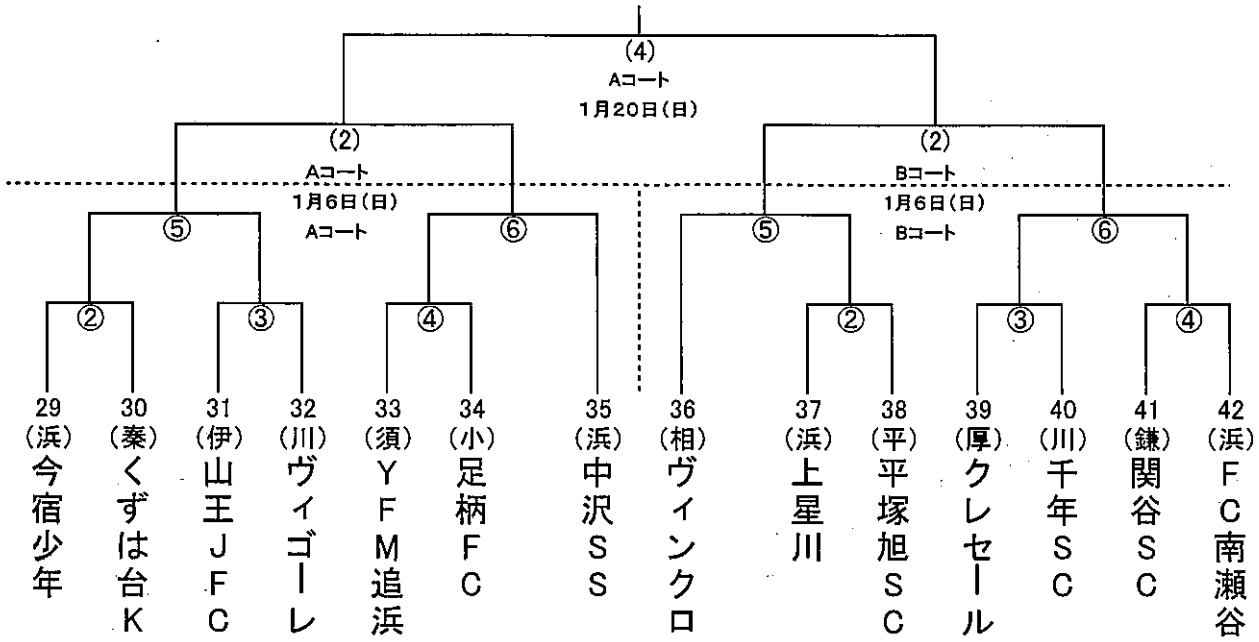 (4)
Aコート
1月20日(日)
(2)
Aコート
(2)
Bコート
1月6日(日)
Aコート
1月6日(日)
Bコート
⑤
⑥
⑤
⑥
②
③
④
②
③
④
29
(浜)
今宿少年
30
(秦)
くずは台K
31
(伊)
山王JFC
32
(川)
ヴィゴーレ
33
(須)
YFM追浜
34
(小)
足柄FC
35
(浜)
中沢SS
36
(相)
ヴィンクロ
37
(浜)
上星川
38
(平)
平塚旭SC
39
(厚)
クレセール
40
(川)
千年SC
41
(鎌)
関谷SC
42
(浜)
FC南瀬谷